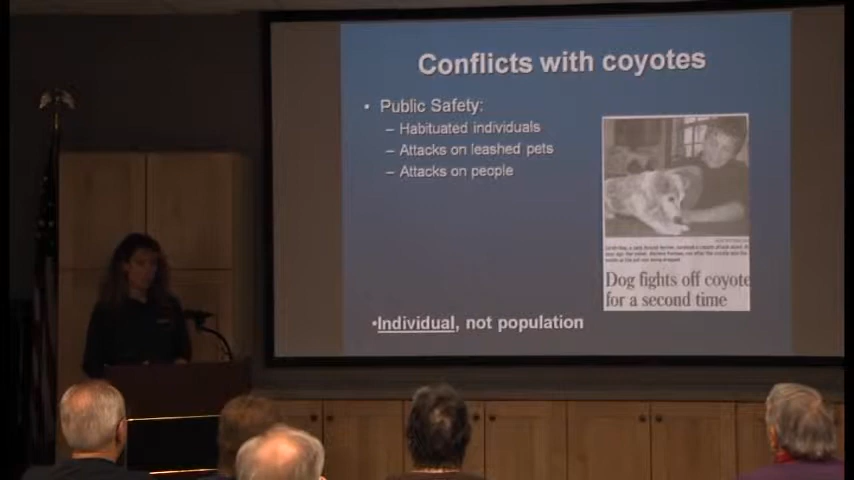 Conflicts with coyotes
• Public Safety:
– Habituated individuals
– Attacks on leashed pets
– Attacks on people
Dog fights off coyote
for a second time
•Individual, not population